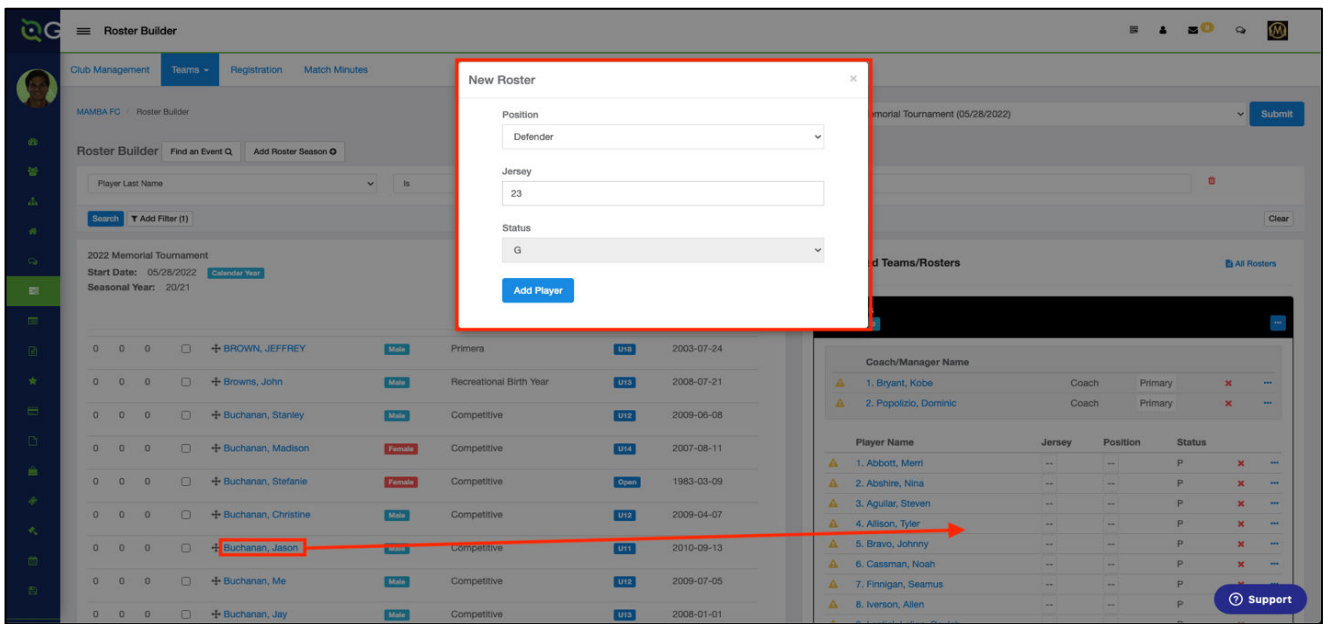 QG
Roster Builder
Club Management Teams Registration Match Minutes
MAMBA FC / Roster Builder
Memorial Tournament (05/28/2022) Submit
Roster Builder Find an Event Add Roster Season
Player Last Name Is
Search Add Filter (1) Clear
2022 Memorial Tournament
Start Date: 05/28/2022 Calendar Year
Seasonal Year: 20/21
New Roster ×
Position
Defender
Jersey
23
Status
G
Add Player
d Teams/Rosters All Rosters
0 0 0 BROWN, JEFFREY Male Primera U18 2003-07-24
0 0 0 Browns, John Male Recreational Birth Year U13 2008-07-21
0 0 0 Buchanan, Stanley Male Competitive U12 2009-06-08
0 0 0 Buchanan, Madison Female Competitive U14 2007-08-11
0 0 0 Buchanan, Stefanie Female Competitive Open 1983-03-09
0 0 0 Buchanan, Christine Male Competitive U12 2009-04-07
0 0 0 Buchanan, Jason Male Competitive U11 2010-09-13
0 0 0 Buchanan, Me Male Competitive U12 2009-07-05
0 0 0 Buchanan, Jay Male Competitive U13 2008-01-01
Coach/Manager Name
1. Bryant, Kobe Coach Primary
2. Popolizio, Dominic Coach Primary
Player Name Jersey Position Status
1. Abbott, Merri -- -- P
2. Abshire, Nina -- -- P
3. Aguilar, Steven -- -- P
4. Allison, Tyler -- -- P
5. Bravo, Johnny -- -- P
6. Cassman, Noah -- -- P
7. Finnigan, Seamus -- -- P
8. Iverson, Allen -- -- P
Support